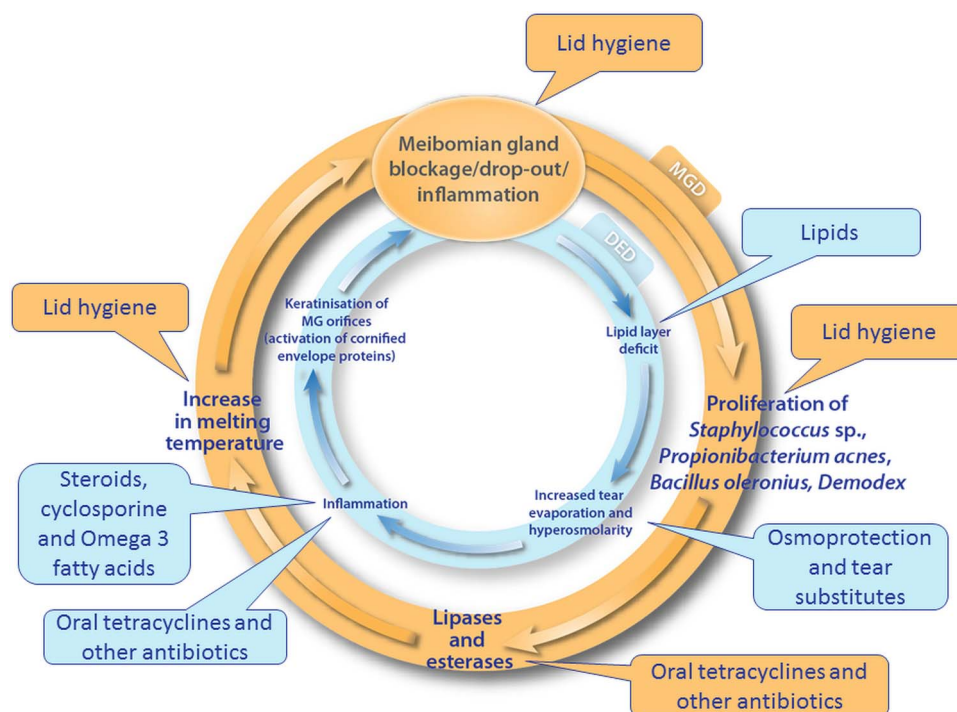 Lid hygiene
Meibomian gland
blockage/drop-out/
inflammation
MGD
DED
Lipids
Lid hygiene
Keratinisation of
MG orifices
(activation of cornified
envelope proteins)
Lipid layer
deficit
Lid hygiene
Increase
in melting
temperature
Proliferation of
Staphylococcus sp.,
Propionibacterium acnes,
Bacillus oleronius, Demodex
Steroids,
cyclosporine
and Omega 3
fatty acids
Inflammation
Increased tear
evaporation and
hyperosmolarity
Osmoprotection
and tear
substitutes
Oral tetracyclines and
other antibiotics
Lipases
and
esterases
Oral tetracyclines and
other antibiotics